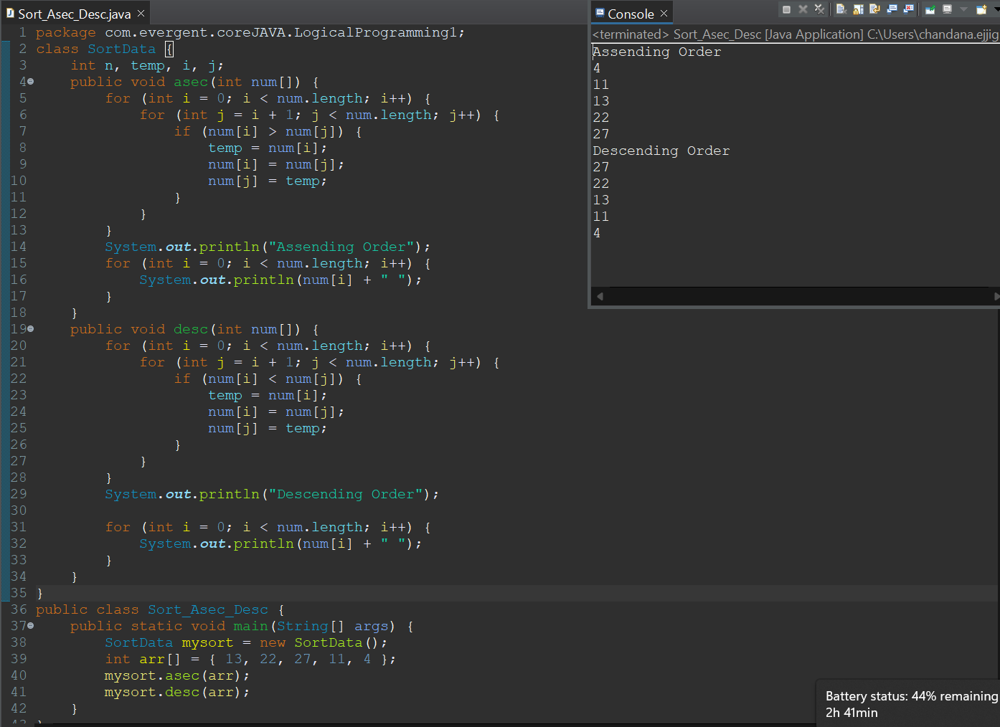 Sort_Asec_Desc.java
1 package com.evergent.coreJAVA.LogicalProgramming1;
2 class SortData {
3 int n, temp, i, j;
4 public void asec(int num[]) {
5 for (int i = 0; i < num.length; i++) {
6 for (int j = i + 1; j < num.length; j++) {
7 if (num[i] > num[j]) {
8 temp = num[i];
9 num[i] = num[j];
10 num[j] = temp;
11 }
12 }
13 }
14 System.out.println("Assending Order");
15 for (int i = 0; i < num.length; i++) {
16 System.out.println(num[i] + " ");
17 }
18 }
19 public void desc(int num[]) {
20 for (int i = 0; i < num.length; i++) {
21 for (int j = i + 1; j < num.length; j++) {
22 if (num[i] < num[j]) {
23 temp = num[i];
24 num[i] = num[j];
25 num[j] = temp;
26 }
27 }
28 }
29 System.out.println("Descending Order");
30
31 for (int i = 0; i < num.length; i++) {
32 System.out.println(num[i] + " ");
33 }
34 }
35 }
36 public class Sort_Asec_Desc {
37 public static void main(String[] args) {
38 SortData mysort = new SortData();
39 int arr[] = { 13, 22, 27, 11, 4 };
40 mysort.asec(arr);
41 mysort.desc(arr);
42 }
Console
<terminated> Sort_Asec_Desc [Java Application] C:\Users\chandana.ejjig
Assending Order
4
11
13
22
27
Descending Order
27
22
13
11
4
Battery status: 44% remaining
2h 41min